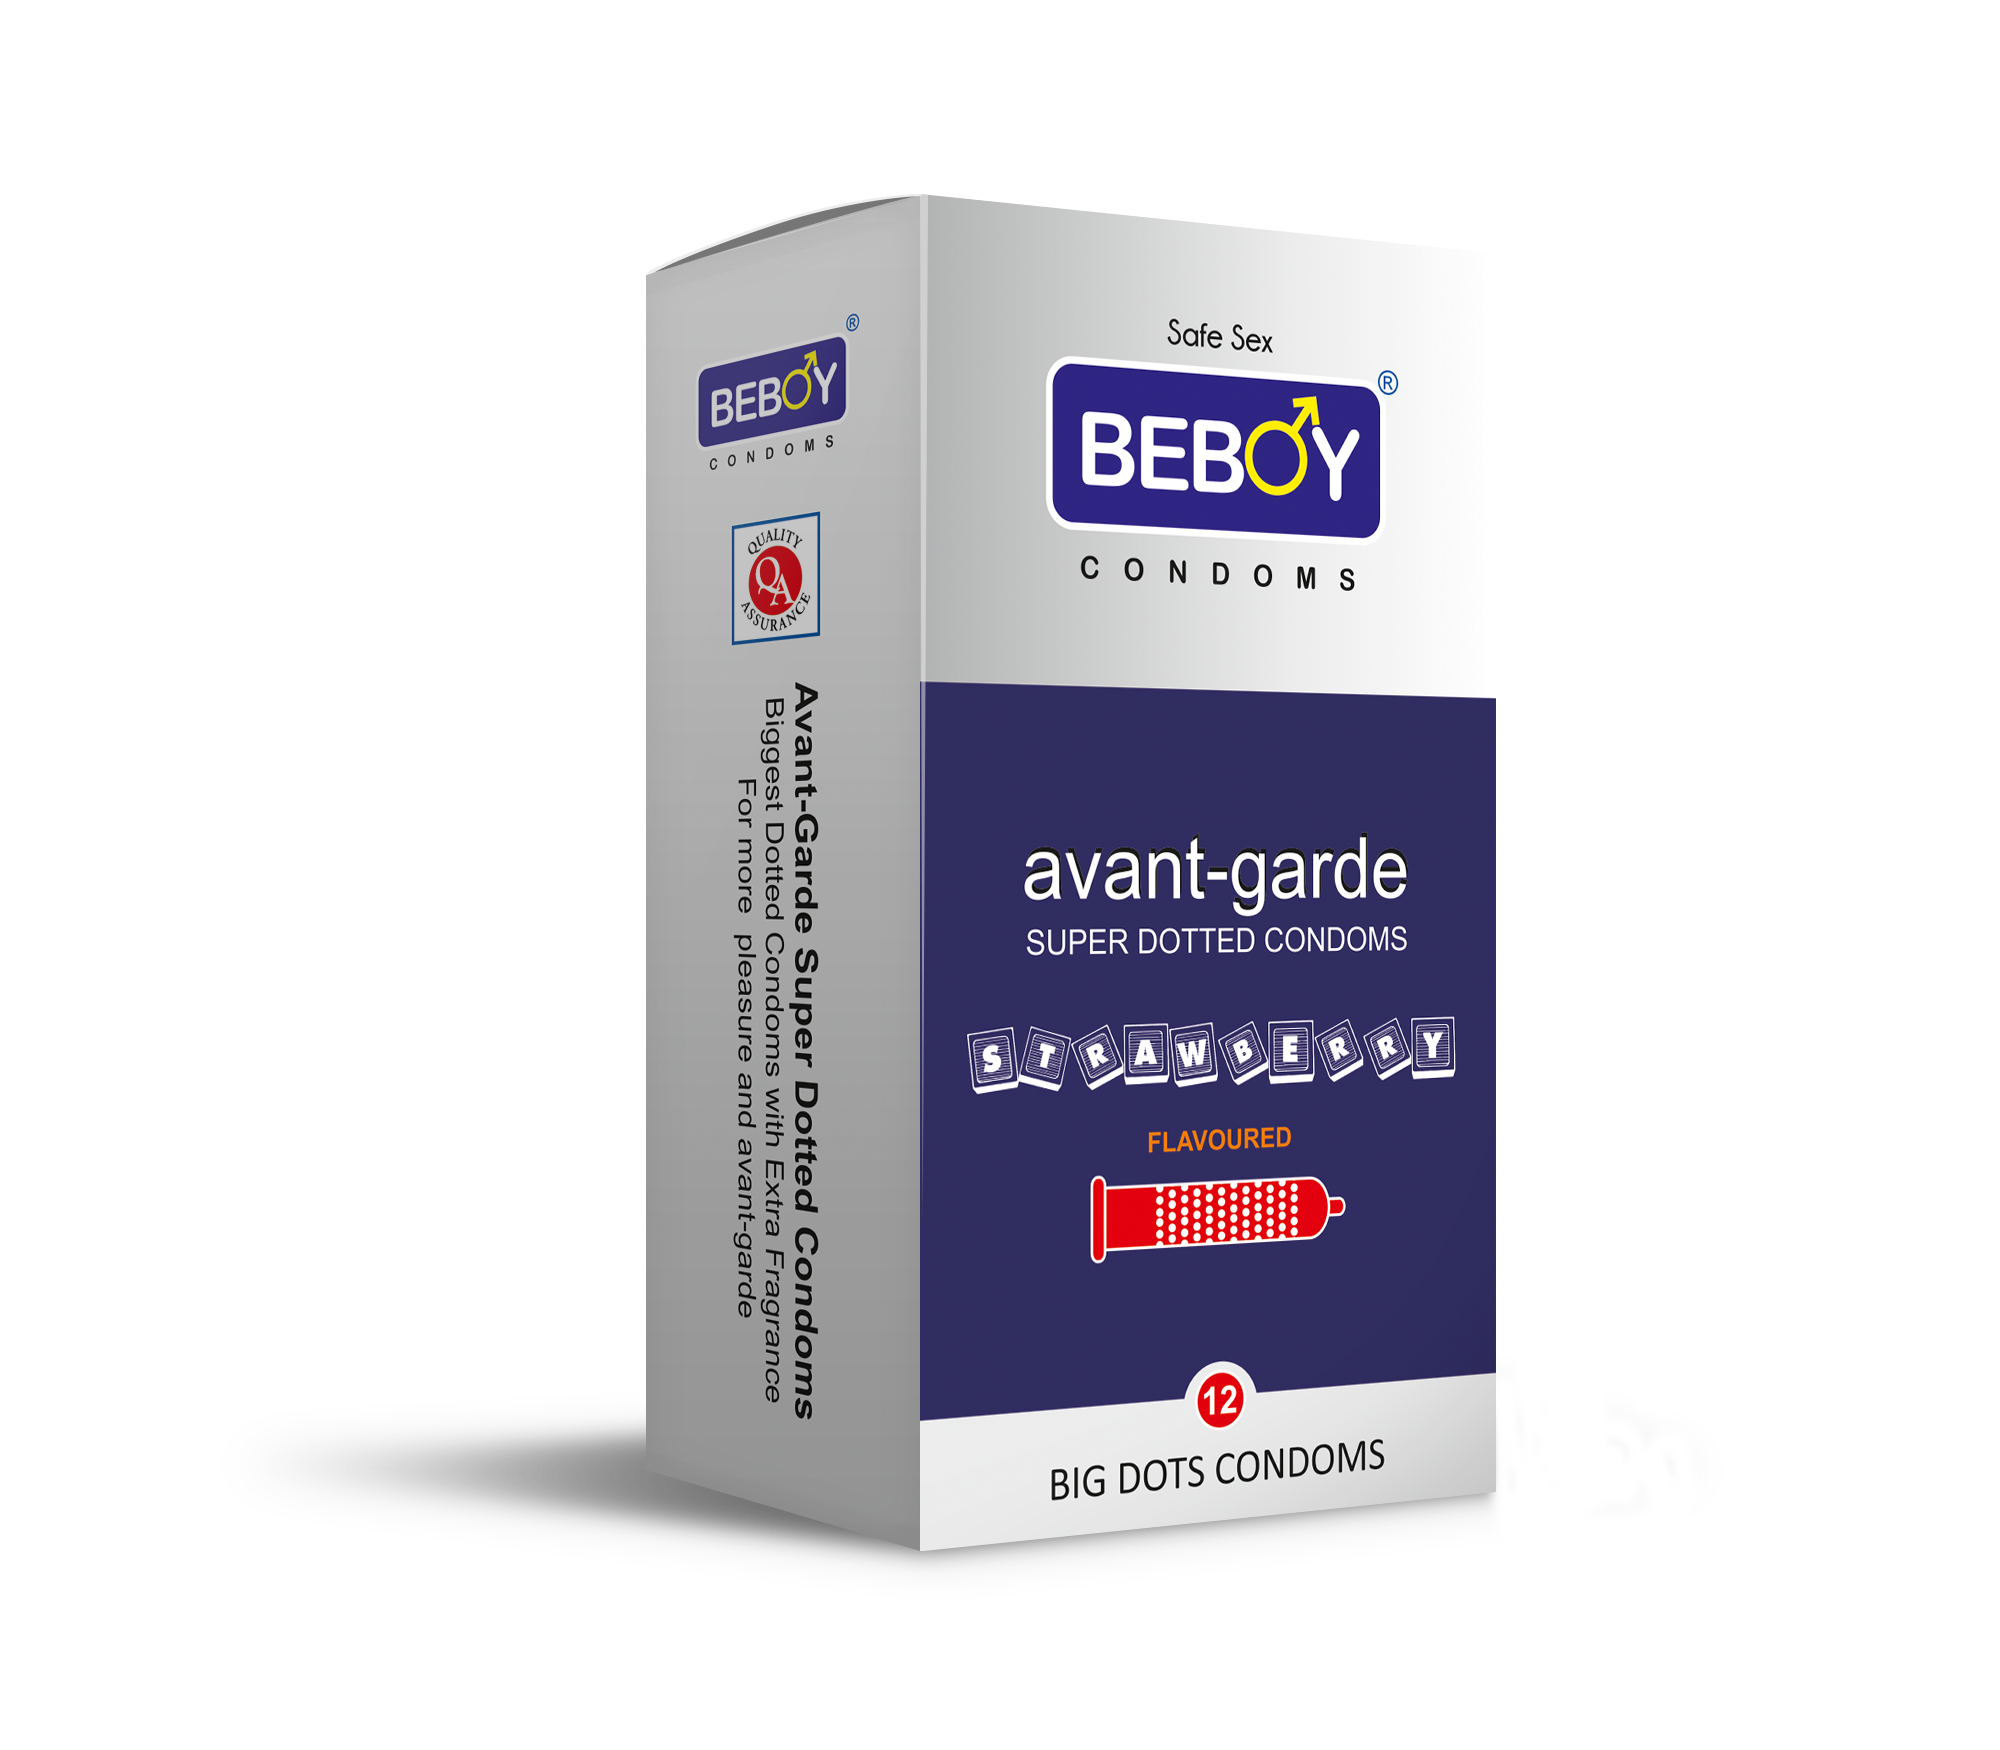 BEBOY®
CONDOMS
QUALITY
QA
ASSURANCE
Avant-Garde Super Dotted Condoms
Biggest Dotted Condoms with Extra Fragrance
For more pleasure and avant-garde
Safe Sex
BEBOY®
CONDOMS
avant-garde
SUPER DOTTED CONDOMS
STRAWBERRY
FLAVOURED
12
BIG DOTS CONDOMS